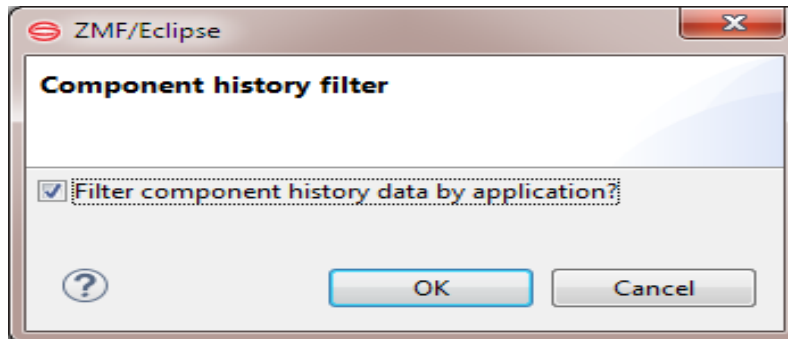 ZMF/Eclipse
Component history filter
Filter component history data by application?
?
OK
Cancel